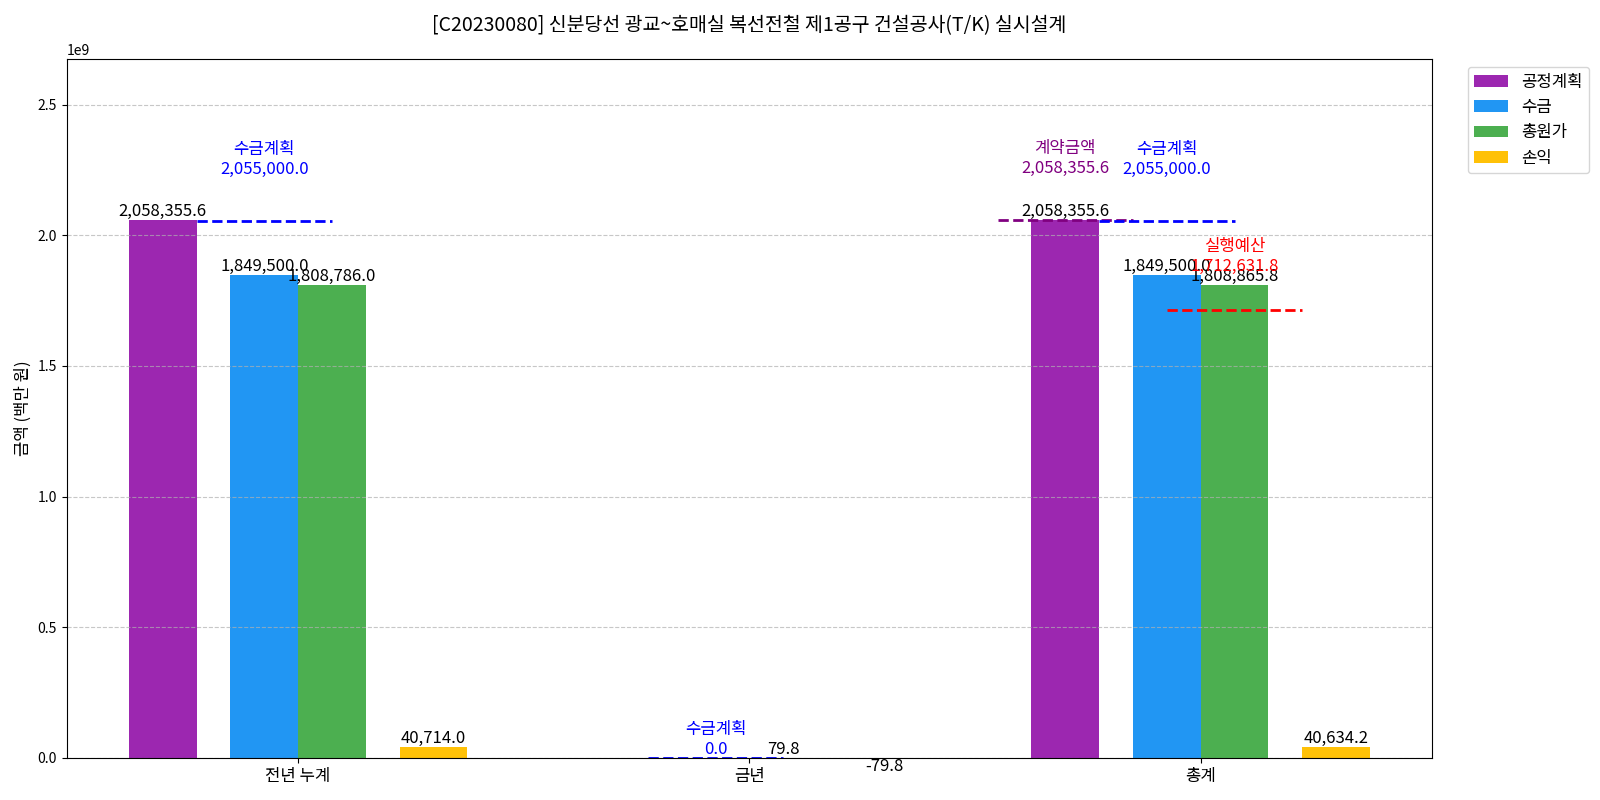 [C20230080] 신분당선 광교~호매실 복선전철 제1공구 건설공사(T/K) 실시설계
1e9
공정계획
수금
총원가
손익
금액 (백만 원)
2.5
2.0
1.5
1.0
0.5
0.0
수금계획
2,055,000.0
2,058,355.6
1,849,500.0
1,808,786.0
40,714.0
수금계획
0.0
79.8
-79.8
계약금액
2,058,355.6
수금계획
2,055,000.0
2,058,355.6
실행예산
1,712,631.8
1,849,500.0
1,808,865.8
40,634.2
전년 누계
금년
총계